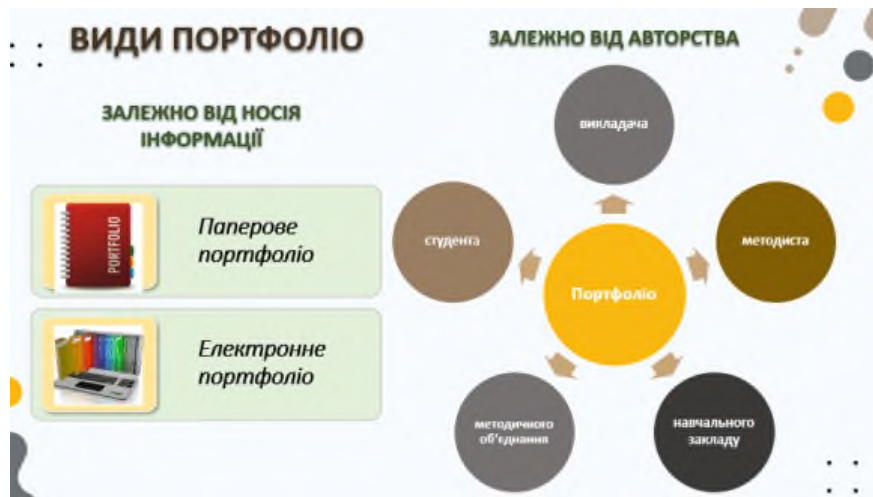 ВИДИ ПОРТФОЛІО
ЗАЛЕЖНО ВІД НОСІЯ
ІНФОРМАЦІЇ
PORTFOLIO
Паперове
портфоліо
Електронне
портфоліо
ЗАЛЕЖНО ВІД АВТОРСТВА
викладача
студента
методиста
Портфоліо
методичного
об'єднання
навчального
закладу